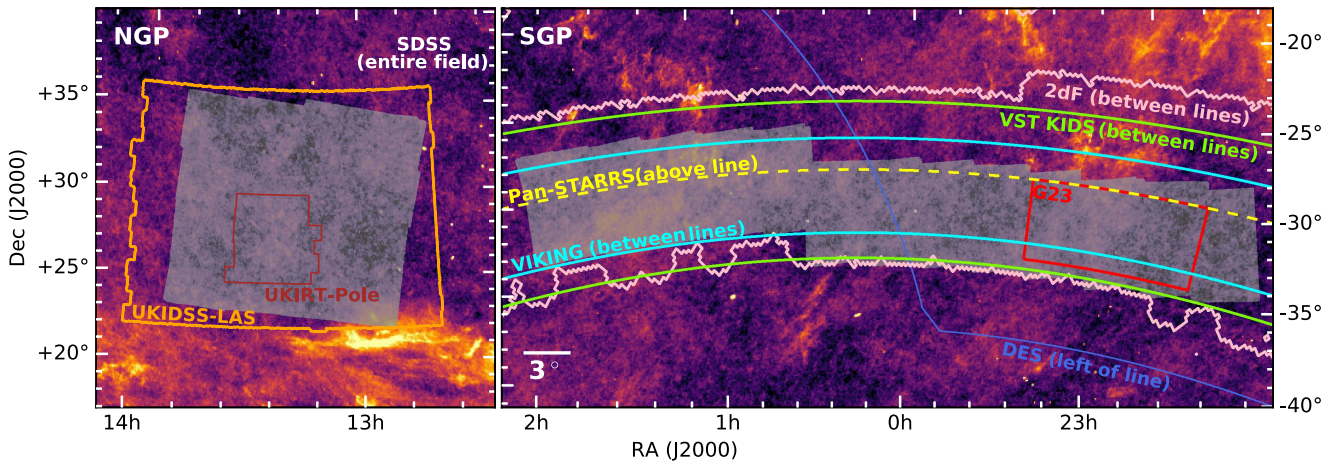 NGP
SDSS
(entire field)
UKIRT-Pole
UKIDSS-LAS
+35°
+30°
+25°
+20°
Dec (J2000)
14h
13h
SGP
2dF (between lines)
VST KIDS (between lines)
Pan-STARRS(above line)
G23
VIKING (between lines)
DES (left of line)
3°
-20°
-25°
-30°
-35°
-40°
2h
1h
0h
23h
RA (J2000)